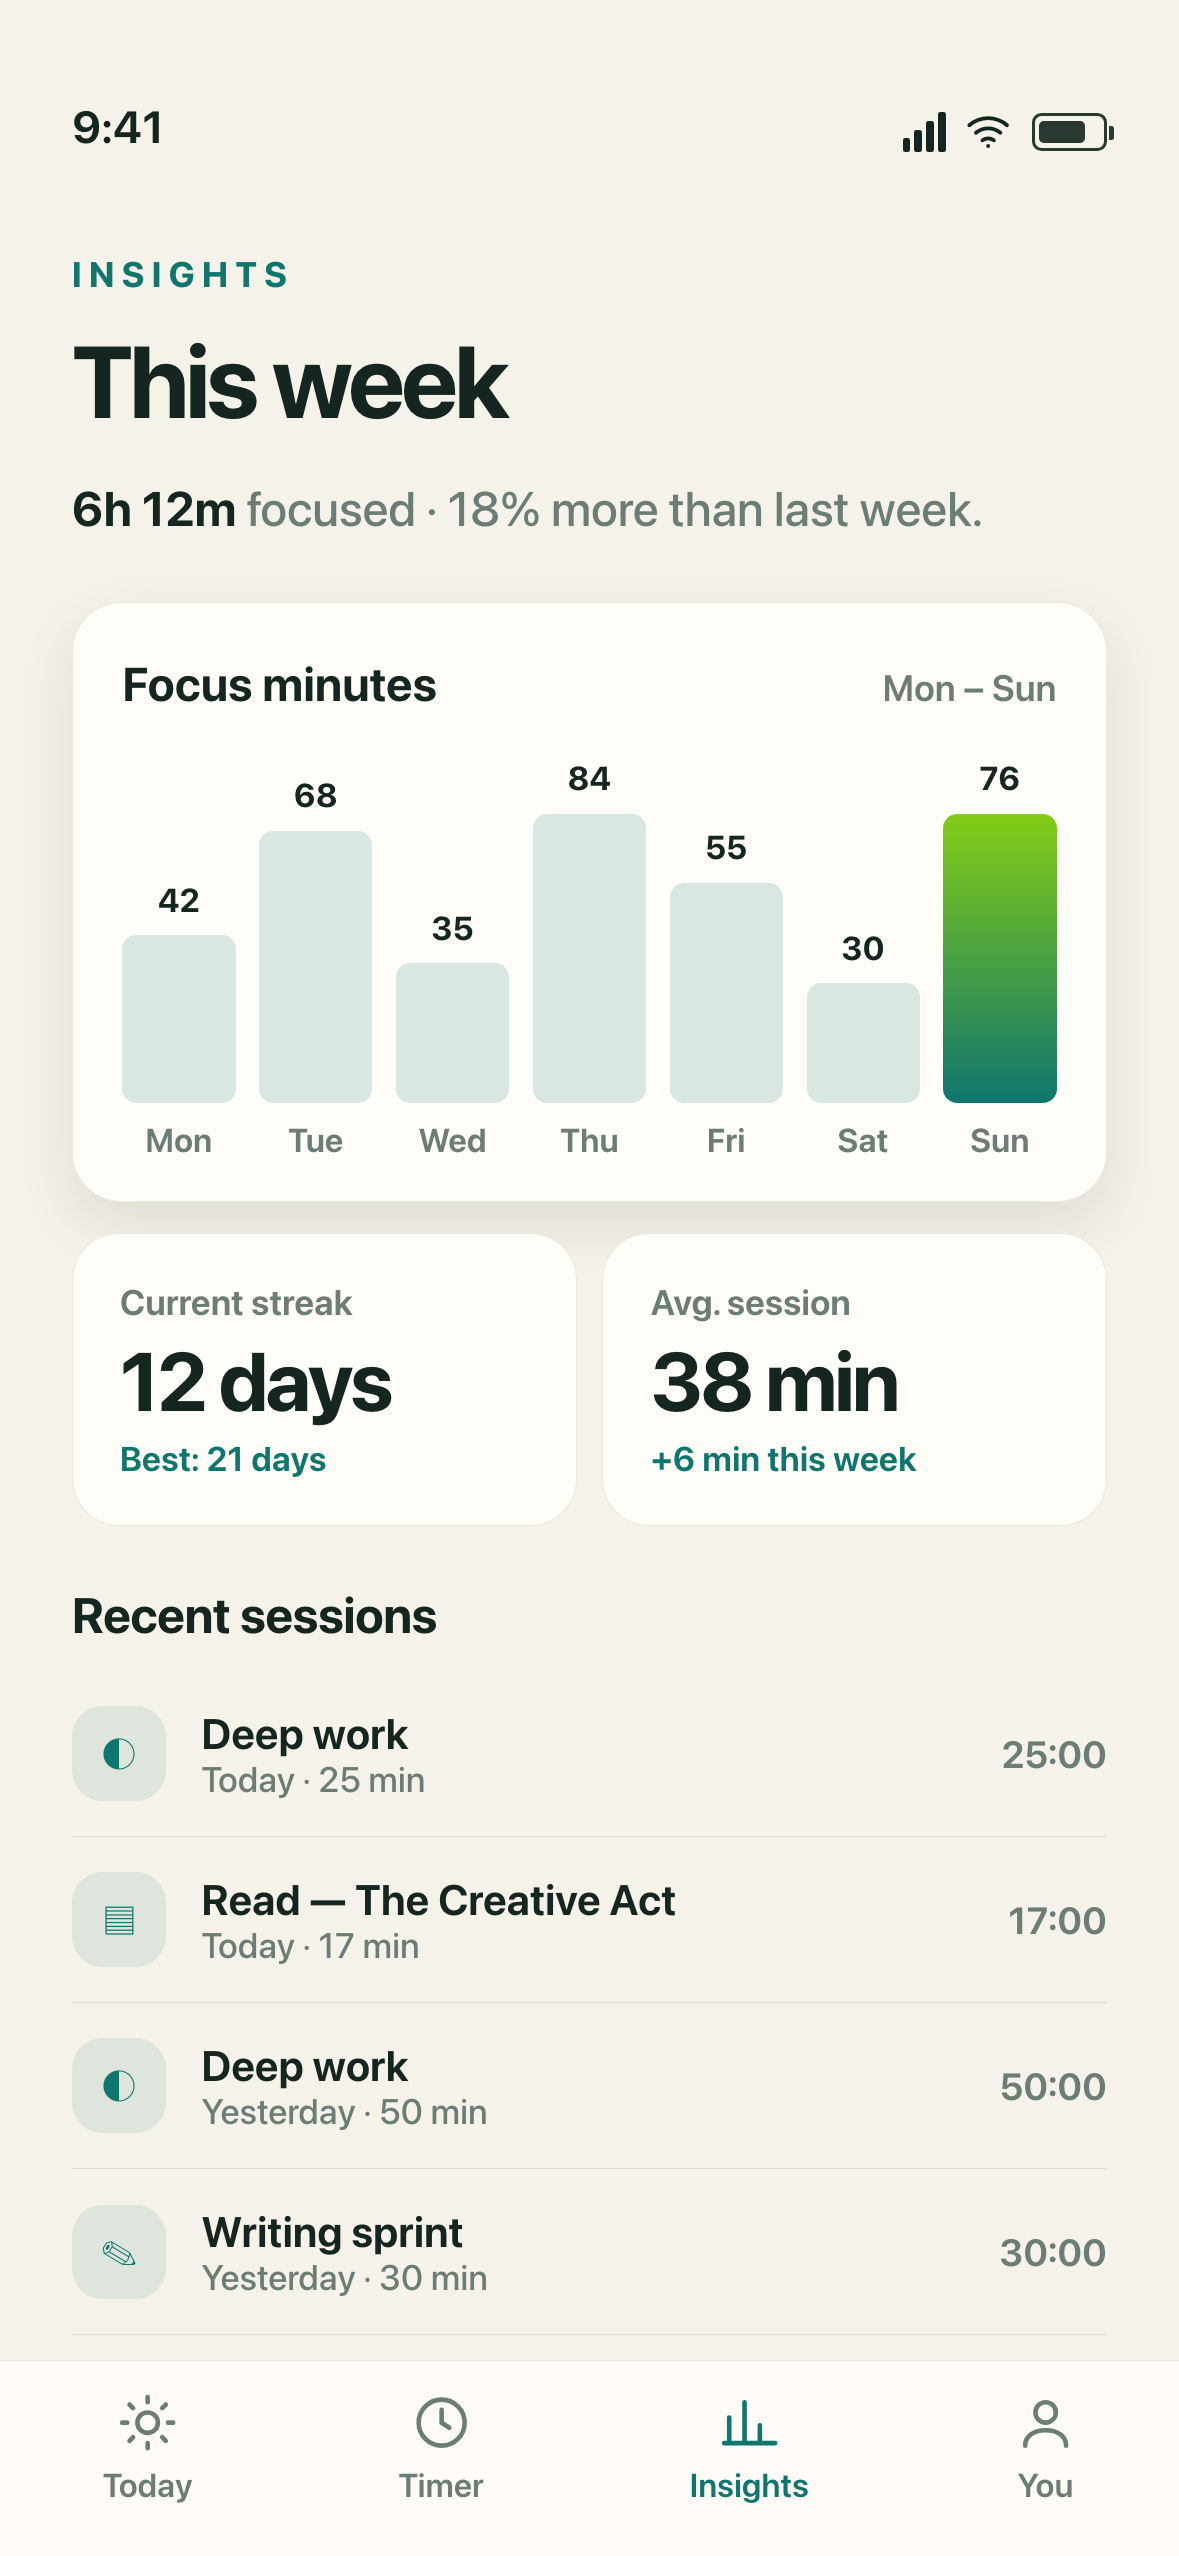 9:41
INSIGHTS
This week
6h 12m focused · 18% more than last week.
Focus minutes
Mon – Sun
42
68
35
84
55
30
76
Mon
Tue
Wed
Thu
Fri
Sat
Sun
Current streak
12 days
Best: 21 days
Avg. session
38 min
+6 min this week
Recent sessions
Deep work
Today · 25 min
25:00
Read — The Creative Act
Today · 17 min
17:00
Deep work
Yesterday · 50 min
50:00
Writing sprint
Yesterday · 30 min
30:00
Today
Timer
Insights
You